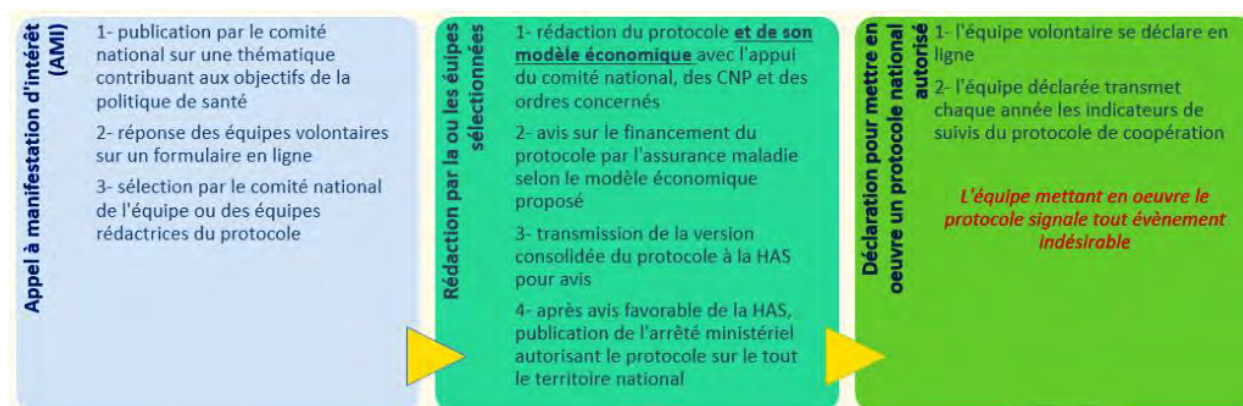 Appel à manifestation d'intérêt
(AMI)
1- publication par le comité
national sur une thématique
contribuant aux objectifs de la
politique de santé
2- réponse des équipes volontaires
sur un formulaire en ligne
3- sélection par le comité national
de l'équipe ou des équipes
rédactrices du protocole
Rédaction par la ou les éuipes
sélectionnées
1- rédaction du protocole et de son
modèle économique avec l'appui
du comité national, des CNP et des
ordres concernés
2- avis sur le financement du
protocole par l'assurance maladie
selon le modèle économique
proposé
3- transmission de la version
consolidée du protocole à la HAS
pour avis
4- après avis favorable de la HAS,
publication de l'arrêté ministériel
autorisant le protocole sur le tout
le territoire national
Déclaration pour mettre en
oeuvre un protocole national
autorisé
1- l'équipe volontaire se déclare en
ligne
2- l'équipe déclarée transmet
chaque année les indicateurs de
suivis du protocole de coopération
L'équipe mettant en oeuvre le
protocole signale tout évènement
indésirable